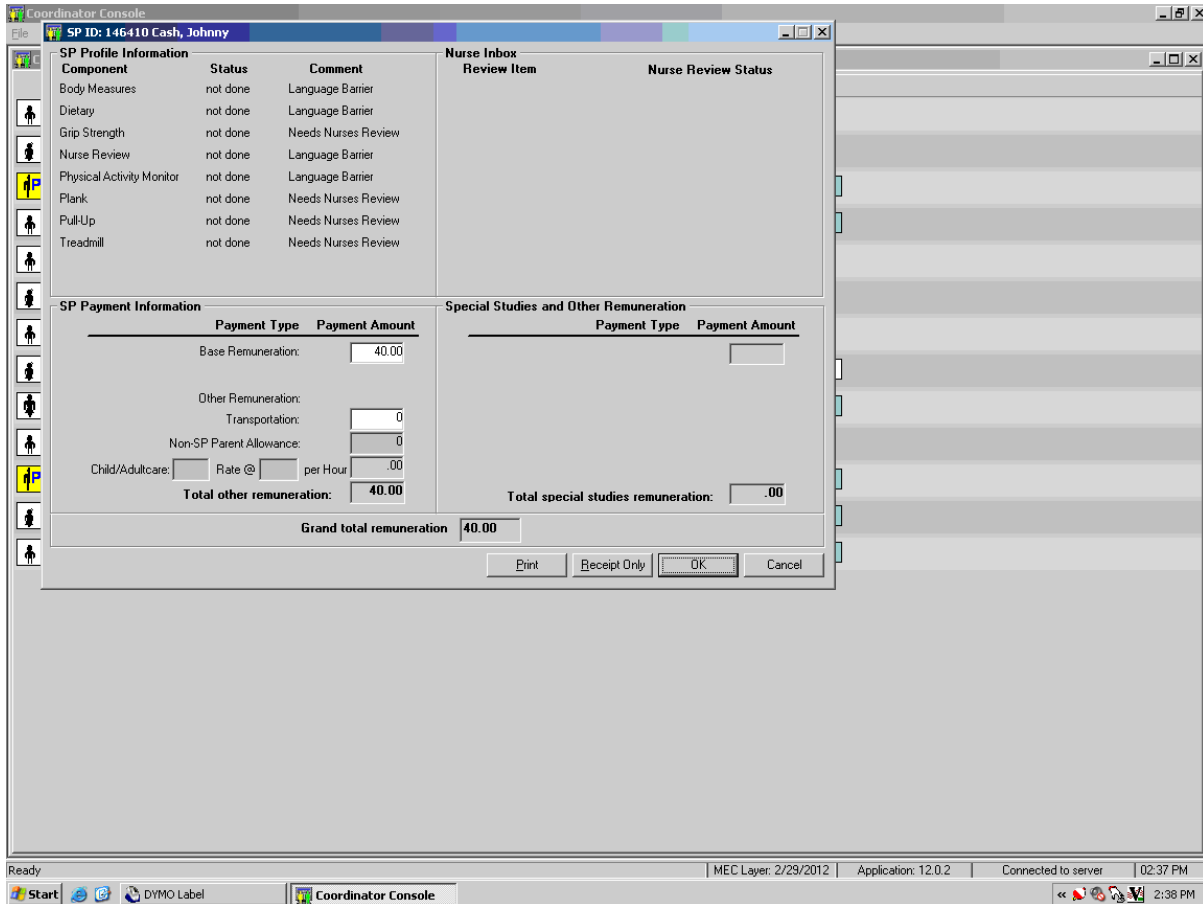 Coordinator Console
File
SP ID: 146410 Cash, Johnny
SP Profile Information
Component Status Comment
Body Measures not done Language Barrier
Dietary not done Language Barrier
Grip Strength not done Needs Nurses Review
Nurse Review not done Language Barrier
Physical Activity Monitor not done Language Barrier
Plank not done Needs Nurses Review
Pull-Up not done Needs Nurses Review
Treadmill not done Needs Nurses Review
Nurse Inbox
Review Item Nurse Review Status
SP Payment Information
Payment Type Payment Amount
Base Remuneration: 40.00
Other Remuneration:
Transportation: 0
Non-SP Parent Allowance: 0
Child/Adultcare: Rate @ per Hour .00
Total other remuneration: 40.00
Special Studies and Other Remuneration
Payment Type Payment Amount
Total special studies remuneration: .00
Grand total remuneration 40.00
Print Receipt Only OK Cancel
Ready MEC Layer: 2/29/2012 Application: 12.0.2 Connected to server 02:37 PM
Start DYMO Label Coordinator Console 2:38 PM